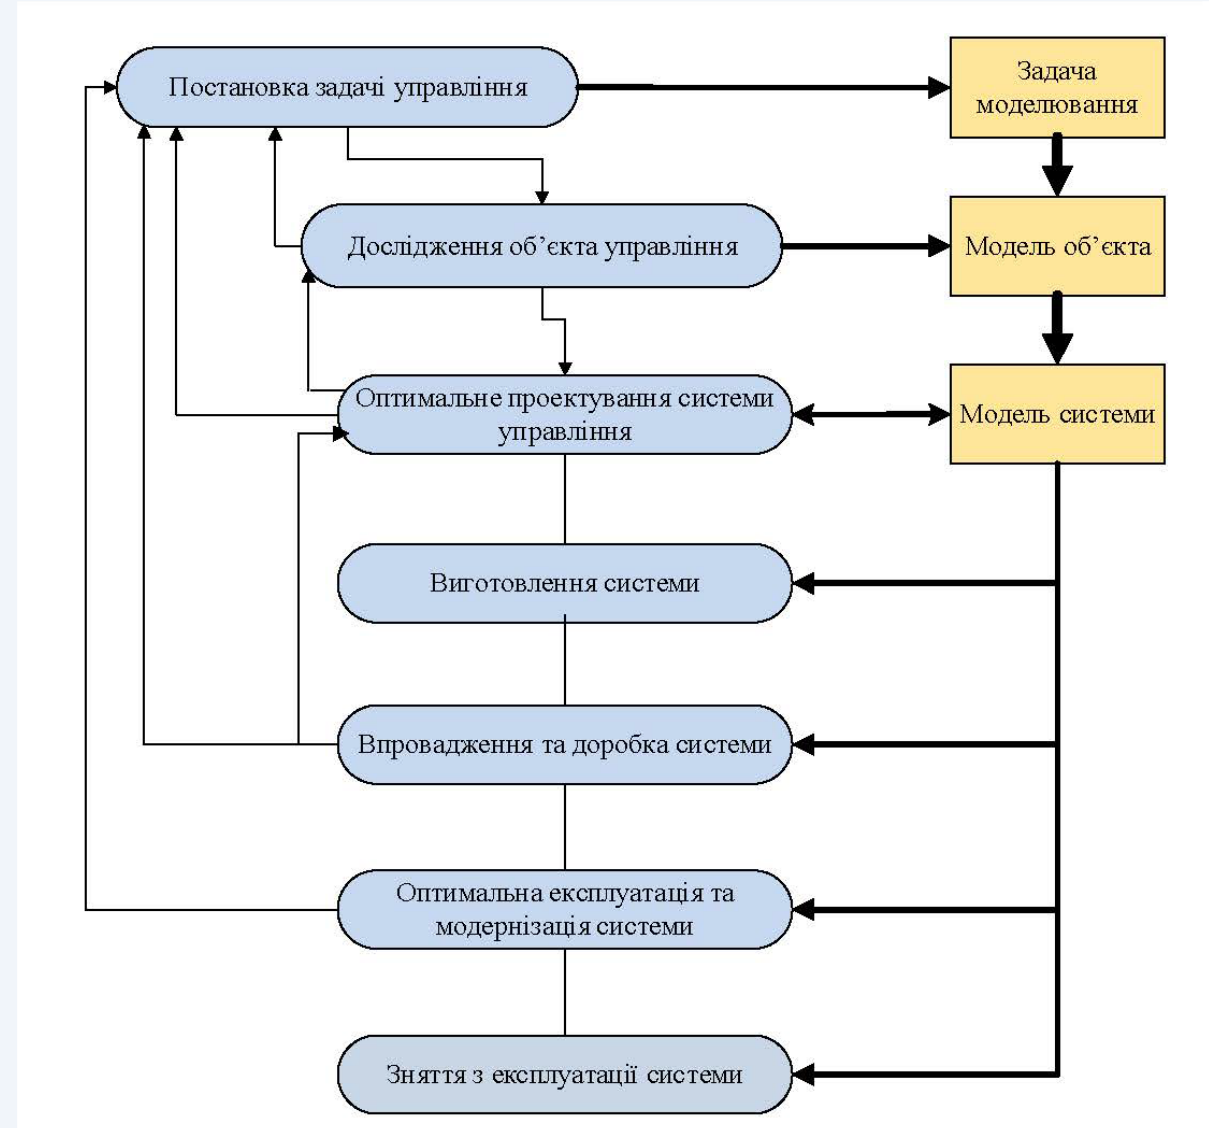 Постановка задачі управління
Задача
моделювання
Дослідження об’єкта управління
Модель об’єкта
Оптимальне проектування системи
управління
Модель системи
Виготовлення системи
Впровадження та доробка системи
Оптимальна експлуатація та
модернізація системи
Зняття з експлуатації системи